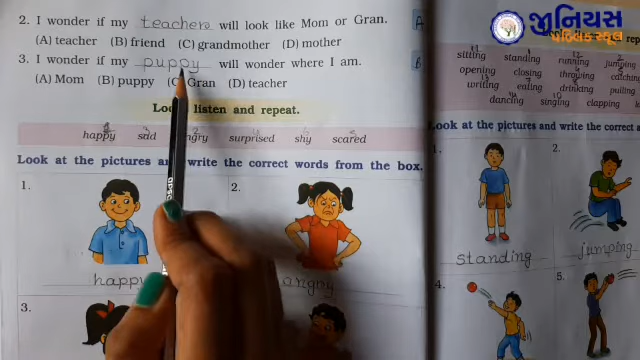 2. I wonder if my teacher will look like Mom or Gran.
(A) teacher (B) friend (C) grandmother (D) mother
3. I wonder if my puppy will wonder where I am.
(A) Mom (B) puppy (C) Gran (D) teacher
Look, listen and repeat.
happy sad angry surprised shy scared
Look at the pictures and write the correct words from the box.
1. 2.
happy angry
3.
A
B
જીનિયસ
પબ્લિક સ્કૂલ
sitting standing running jumping
opening closing throwing
writing eating drinking pulling
dancing singing clapping
Look at the pictures and write the correct
1. 2.
standing jumping
4. 5.